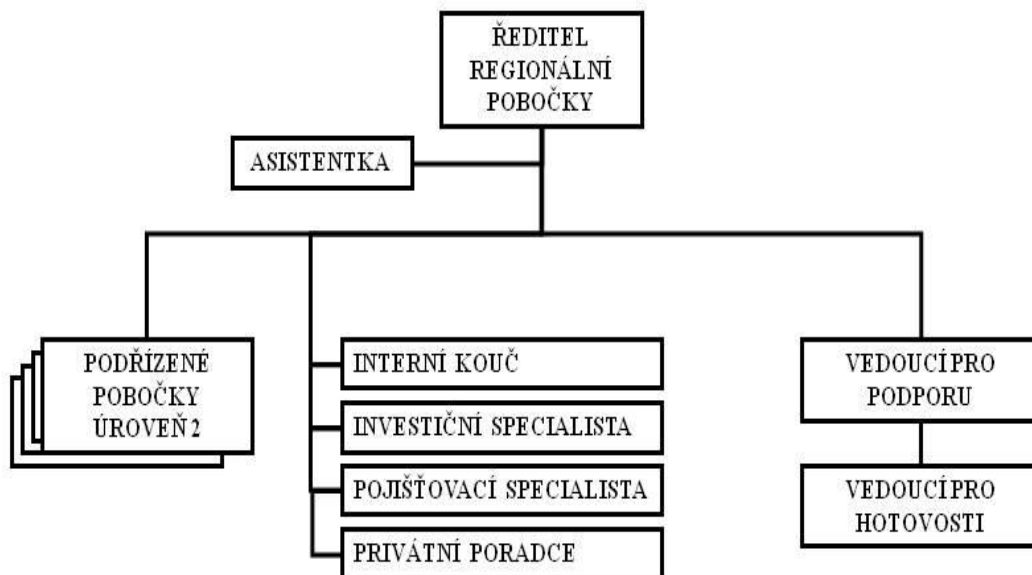 ŘEDITEL
REGIONÁLNÍ
POBOČKY
ASISTENTKA
PODŘÍZENÉ
POBOČKY
ÚROVEŇ 2
INTERNÍ KOUČ
INVESTIČNÍ SPECIALISTA
POJIŠŤOVACÍ SPECIALISTA
PRIVÁTNÍ PORADCE
VEDOUCÍ PRO
PODPORU
VEDOUCÍ PRO
HOTOVOSTI